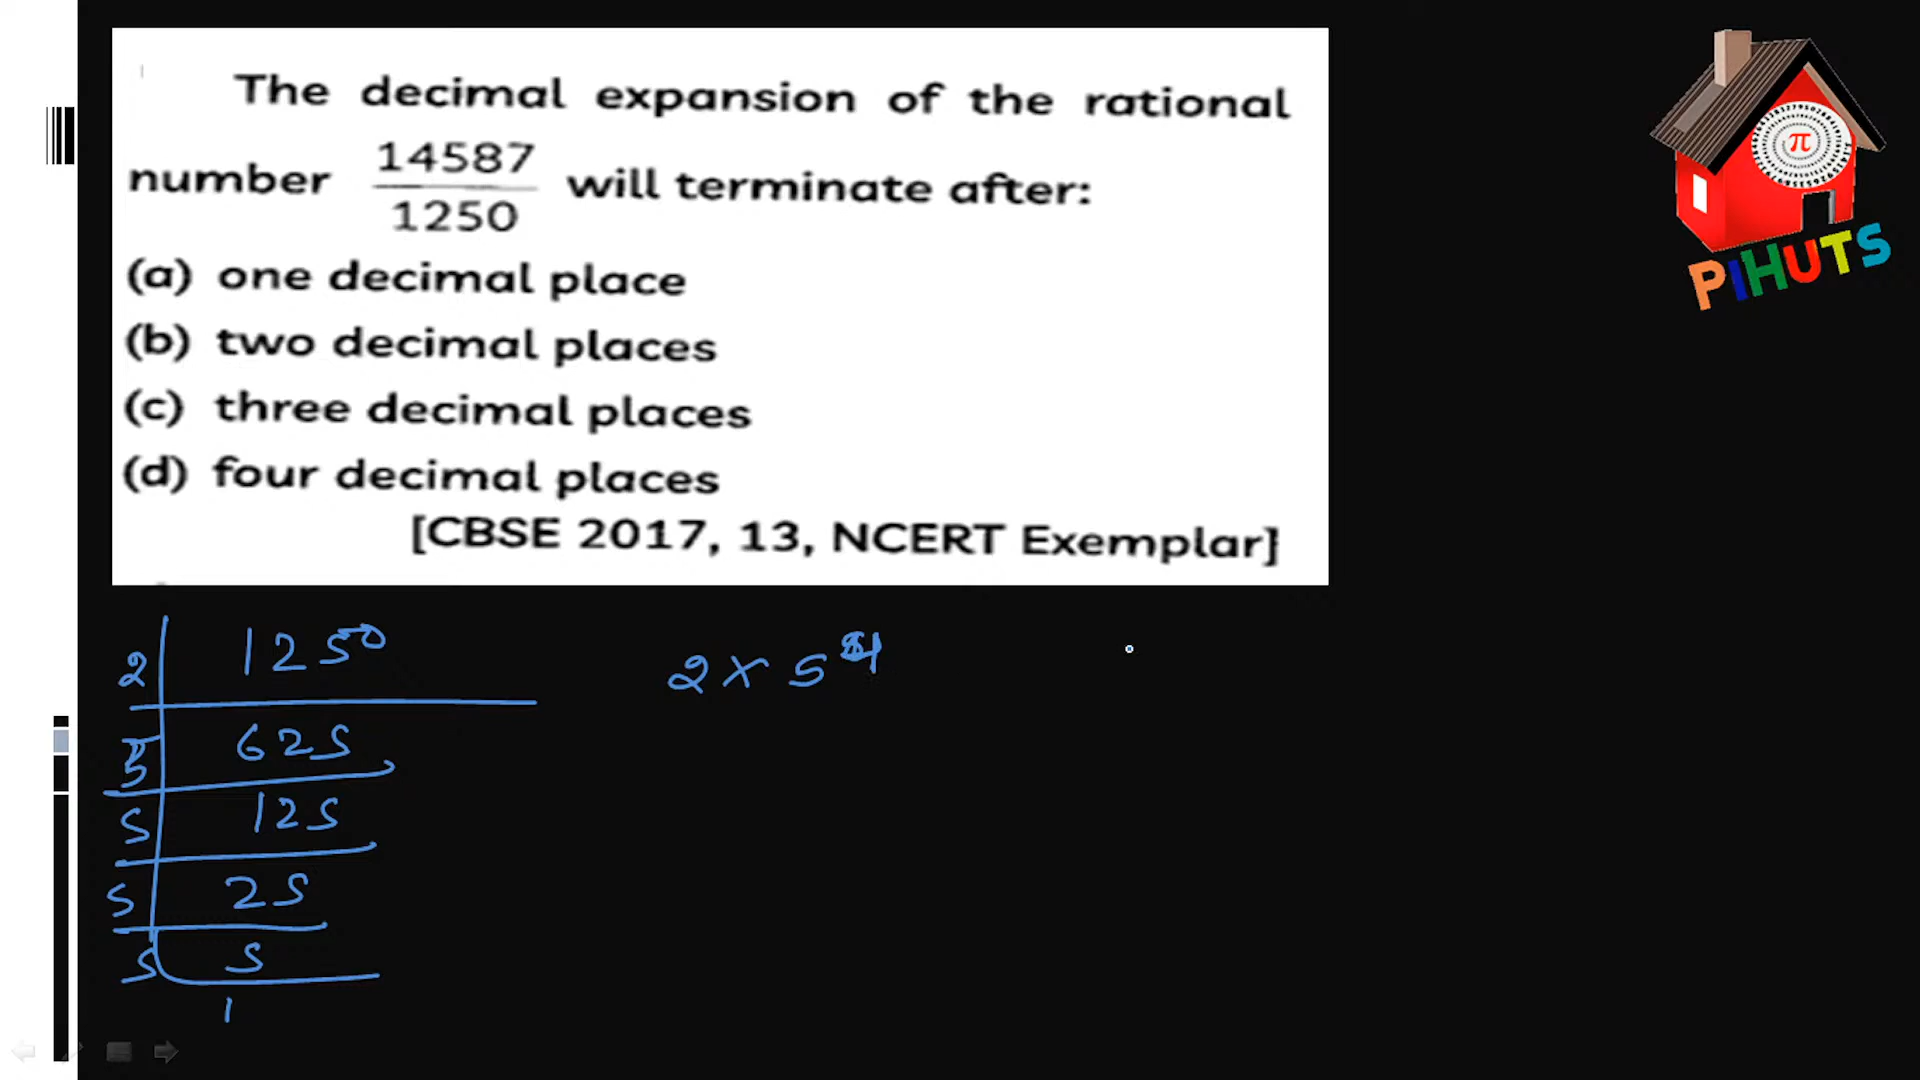 The decimal expansion of the rational
number 14587/1250 will terminate after:
(a) one decimal place
(b) two decimal places
(c) three decimal places
(d) four decimal places
[CBSE 2017, 13, NCERT Exemplar]
π
PIHUTS
2 1250
5 625
5 125
5 25
5 5
1
2 × 5^4